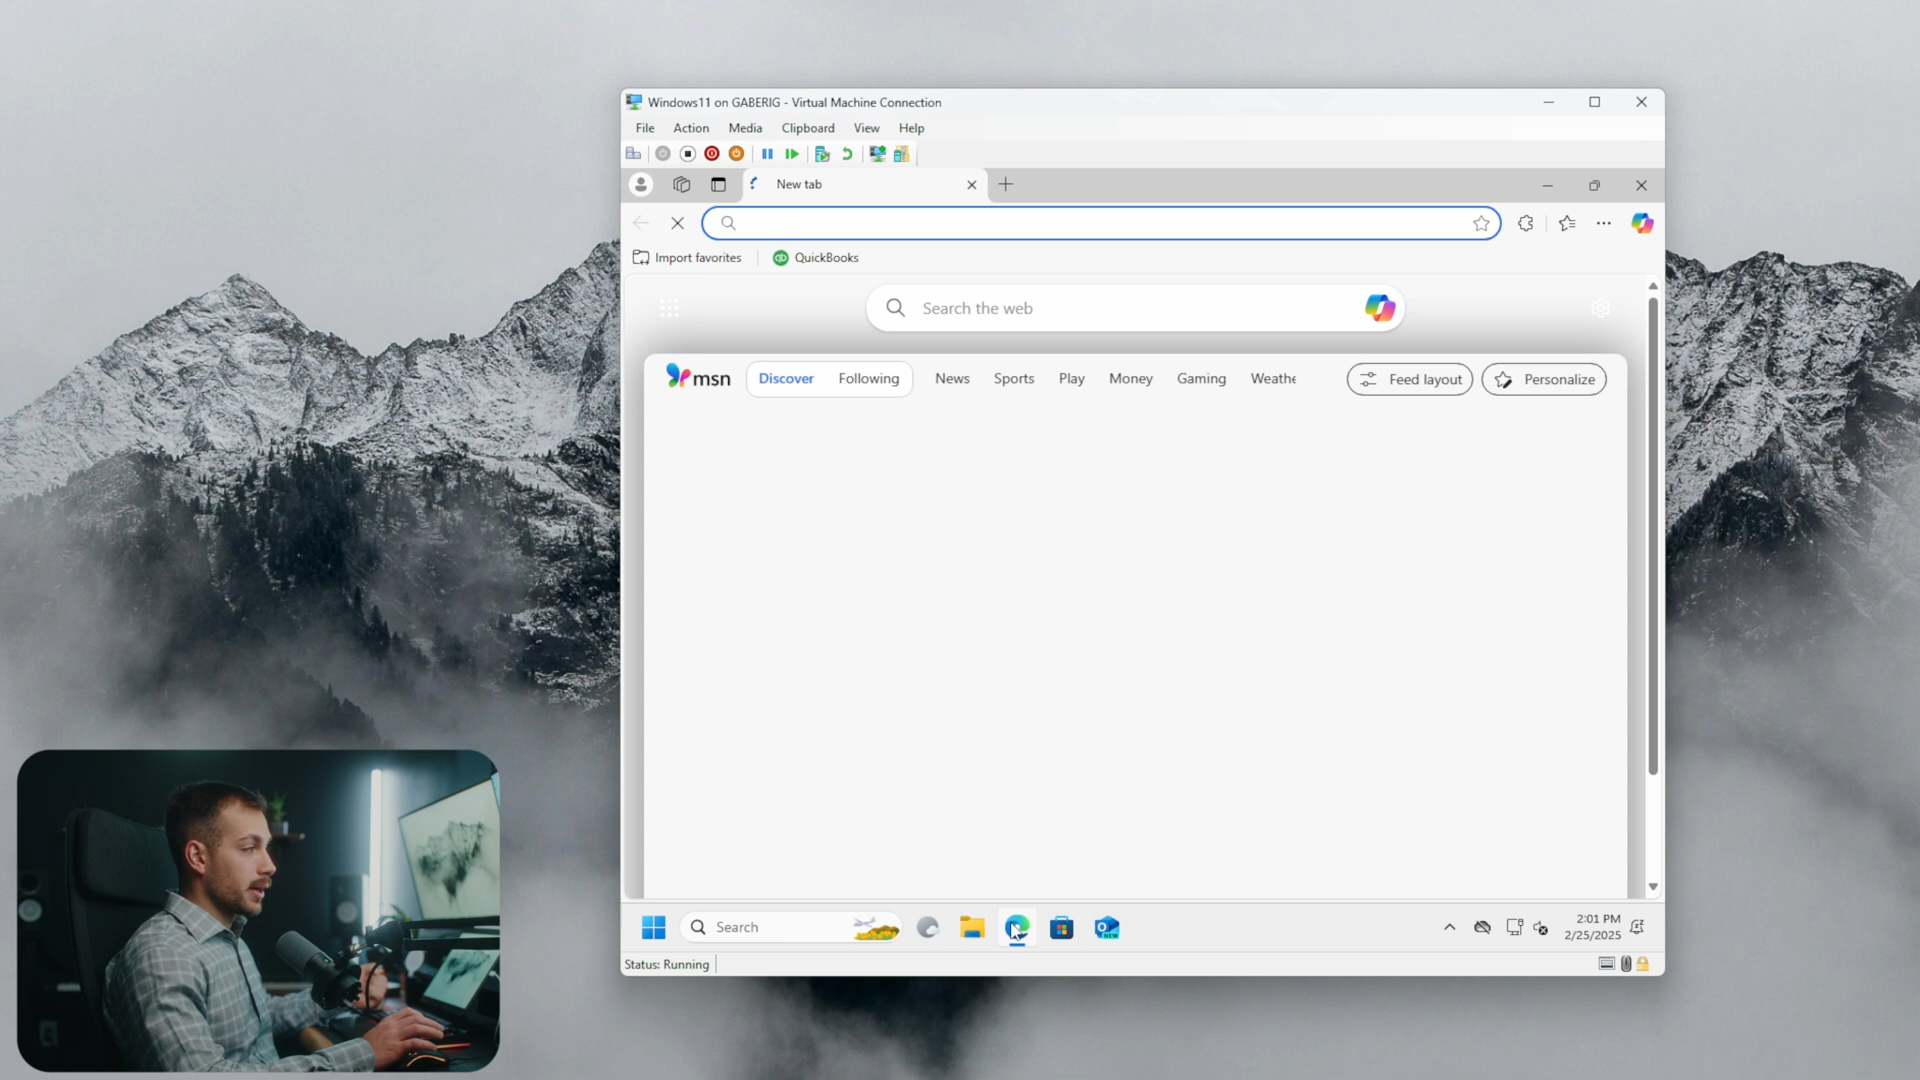 Windows11 on GABERIG - Virtual Machine Connection
File Action Media Clipboard View Help
New tab
Import favorites QuickBooks
Search the web
msn Discover Following News Sports Play Money Gaming Weathe Feed layout Personalize
Search
NEW
2:01 PM
2/25/2025
Status: Running